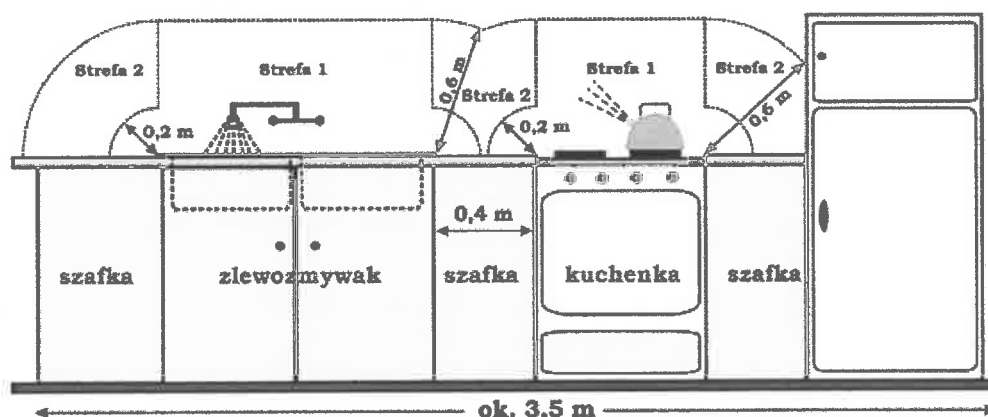 Strefa 2
Strefa 1
0,6 m
Strefa 2
Strefa 1
Strefa 2
0,6 m
0,2 m
0,2 m
0,4 m
szafka
zlewozmywak
szafka
kuchenka
szafka
ok. 3,5 m